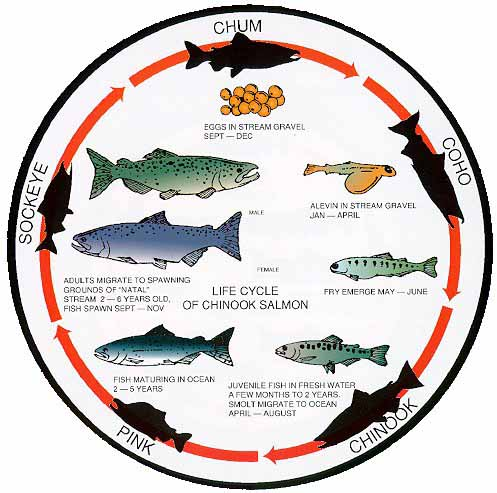 CHUM
EGGS IN STREAM GRAVEL
SEPT — DEC
COHO
SOCKEYE
ALEVIN IN STREAM GRAVEL
JAN — APRIL
MALE
FEMALE
FRY EMERGE MAY — JUNE
ADULTS MIGRATE TO SPAWNING
GROUNDS OF "NATAL"
STREAM 2 — 6 YEARS OLD,
FISH SPAWN SEPT — NOV
LIFE CYCLE
OF CHINOOK SALMON
FISH MATURING IN OCEAN
2 — 5 YEARS
JUVENILE FISH IN FRESH WATER
A FEW MONTHS TO 2 YEARS.
SMOLT MIGRATE TO OCEAN
APRIL — AUGUST
PINK
CHINOOK